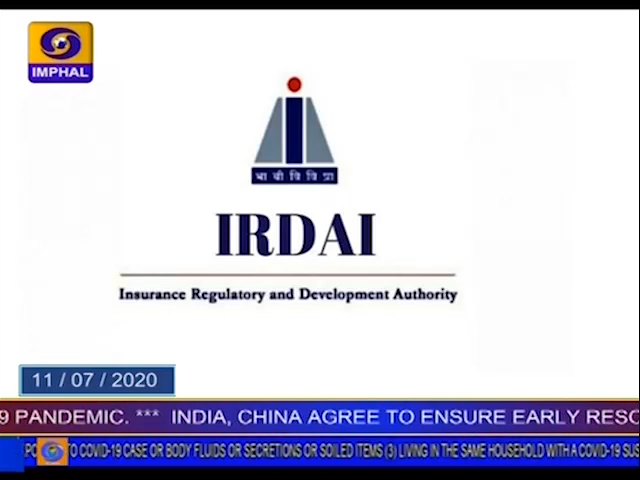 IMPHAL
भा बी वि वि प्रा
IRDAI
Insurance Regulatory and Development Authority
11 / 07 / 2020
9 PANDEMIC. *** INDIA, CHINA AGREE TO ENSURE EARLY RESO
PO TO COVID-19 CASE OR BODY FLUIDS OR SECRETIONS OR SOILED ITEMS (3) LIVING IN THE SAME HOUSEHOLD WITH A COVID-19 SUS